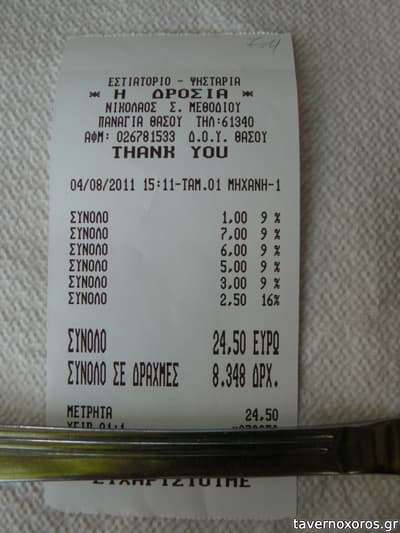 ΕΣΤΙΑΤΟΡΙΟ - ΨΗΣΤΑΡΙΑ
* Η ΔΡΟΣΙΑ *
ΝΙΚΟΛΑΟΣ Σ. ΜΕΘΟΔΙΟΥ
ΠΑΝΑΓΙΑ ΘΑΣΟΥ ΤΗΛ:61340
ΑΦΜ: 026781533 Δ.Ο.Υ. ΘΑΣΟΥ
THANK YOU
04/08/2011 15:11-ΤΑΜ.01 ΜΗΧΑΝΗ-1
ΣΥΝΟΛΟ 1,00 9 %
ΣΥΝΟΛΟ 7,00 9 %
ΣΥΝΟΛΟ 6,00 9 %
ΣΥΝΟΛΟ 5,00 9 %
ΣΥΝΟΛΟ 3,00 9 %
ΣΥΝΟΛΟ 2,50 16%
ΣΥΝΟΛΟ 24,50 ΕΥΡΩ
ΣΥΝΟΛΟ ΣΕ ΔΡΑΧΜΕΣ 8.348 ΔΡΧ.
ΜΕΤΡΗΤΑ 24,50
ΕΥΧΑΡΙΣΤΟΥΜΕ
tavernoxoros.gr